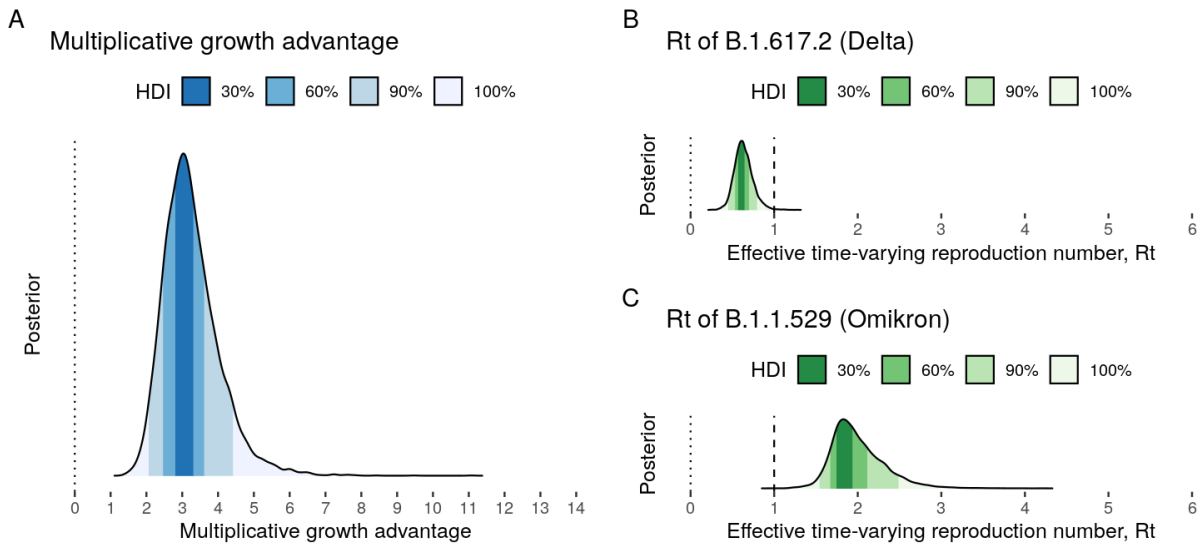 A
Multiplicative growth advantage
HDI 30% 60% 90% 100%
Posterior
0 1 2 3 4 5 6 7 8 9 10 11 12 13 14
Multiplicative growth advantage
B
Rt of B.1.617.2 (Delta)
HDI 30% 60% 90% 100%
Posterior
0 1 2 3 4 5 6
Effective time-varying reproduction number, Rt
C
Rt of B.1.1.529 (Omikron)
HDI 30% 60% 90% 100%
Posterior
0 1 2 3 4 5 6
Effective time-varying reproduction number, Rt